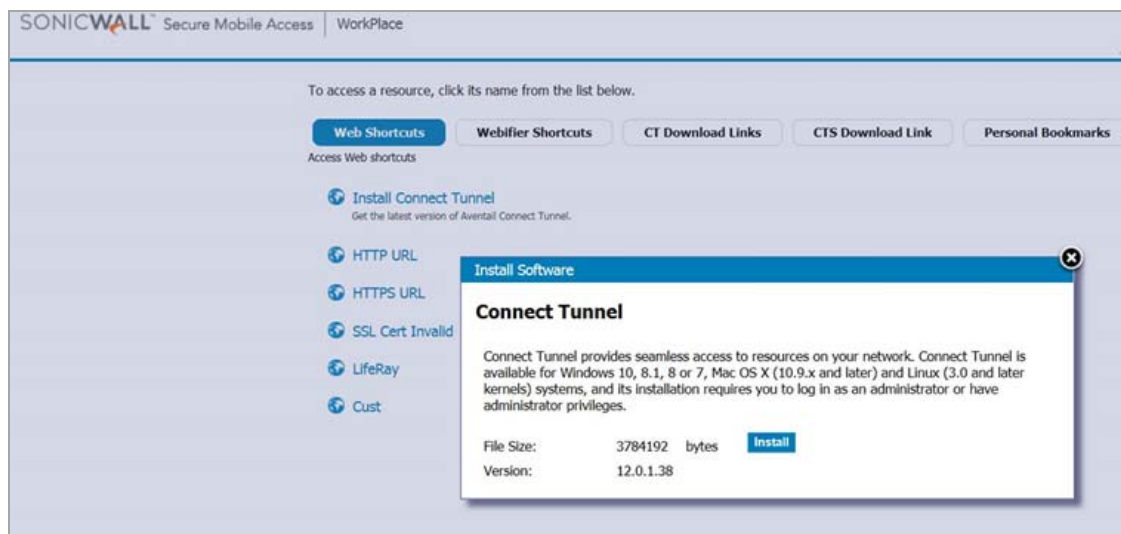 SONICWALL™ Secure Mobile Access | WorkPlace
To access a resource, click its name from the list below.
Web Shortcuts Webifier Shortcuts CT Download Links CTS Download Link Personal Bookmarks
Access Web shortcuts
Install Connect Tunnel
Get the latest version of Aventail Connect Tunnel.
HTTP URL
HTTPS URL
SSL Cert Invalid
LifeRay
Cust
Install Software
Connect Tunnel
Connect Tunnel provides seamless access to resources on your network. Connect Tunnel is
available for Windows 10, 8.1, 8 or 7, Mac OS X (10.9.x and later) and Linux (3.0 and later
kernels) systems, and its installation requires you to log in as an administrator or have
administrator privileges.
File Size: 3784192 bytes Install
Version: 12.0.1.38